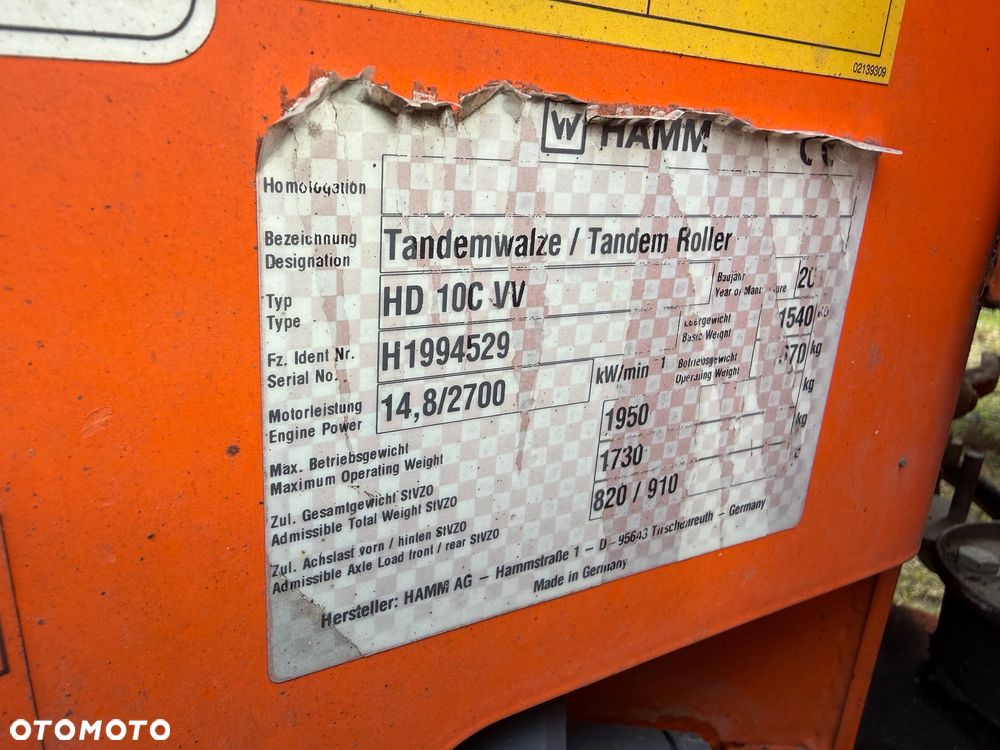 02139309
W HAMM
CE
Homologation
Bezeichnung
Designation
Tandemwalze / Tandem Roller
Typ
Type
HD 10C VV
Baujahr
Year of
20
Fz. Ident Nr.
Serial No.
H1994529
Leergewicht
Basic Weight
1540 kg
Motorleistung
Engine Power
14,8/2700
kW/min
Betriebsgewicht
Operating Weight
kg
Max. Betriebsgewicht
Maximum Operating Weight
1950
kg
Zul. Gesamtgewicht StVZO
Admissible Total Weight StVZO
1730
kg
Zul. Achslast vorn / hinten StVZO
Admissible Axle Load front / rear StVZO
820 / 910
Hersteller: HAMM AG – Hammstraße 1 – D – 95643 Tirschenreuth – Germany
Made in Germany
OTOMOTO